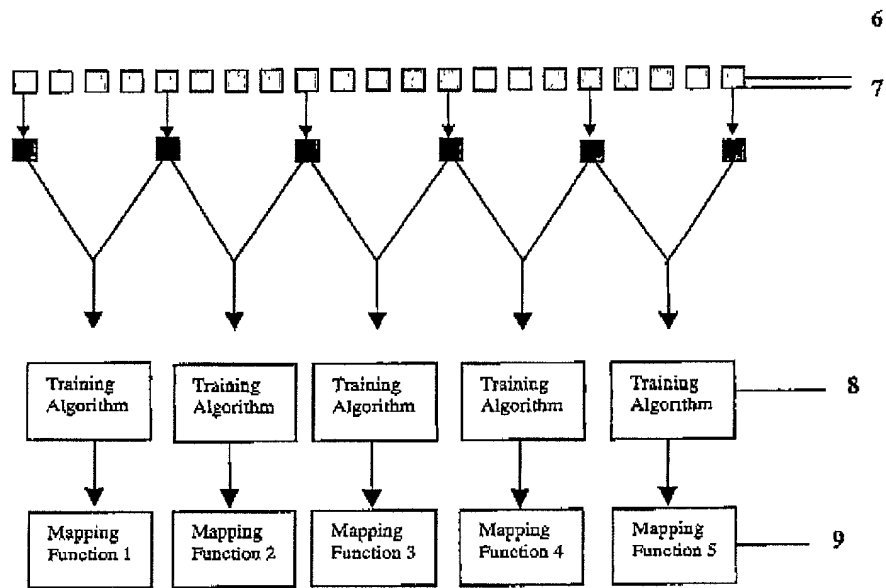 6
7
Training
Algorithm
Training
Algorithm
Training
Algorithm
Training
Algorithm
Training
Algorithm
8
Mapping
Function 1
Mapping
Function 2
Mapping
Function 3
Mapping
Function 4
Mapping
Function 5
9